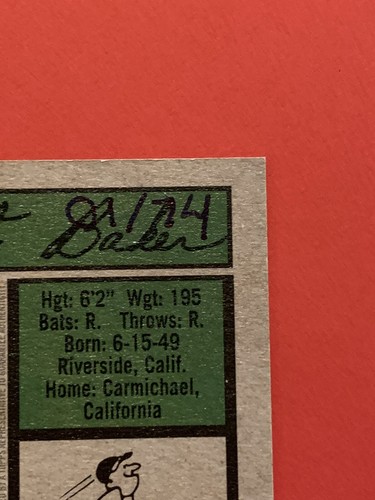 Baker
Hgt: 6'2" Wgt: 195
Bats: R. Throws: R.
Born: 6-15-49
Riverside, Calif.
Home: Carmichael,
California